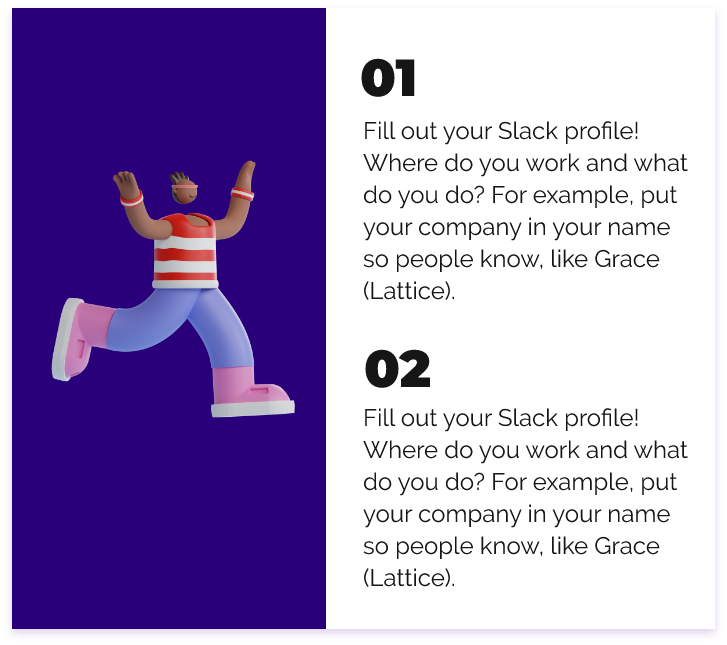 01
Fill out your Slack profile!
Where do you work and what
do you do? For example, put
your company in your name
so people know, like Grace
(Lattice).
02
Fill out your Slack profile!
Where do you work and what
do you do? For example, put
your company in your name
so people know, like Grace
(Lattice).